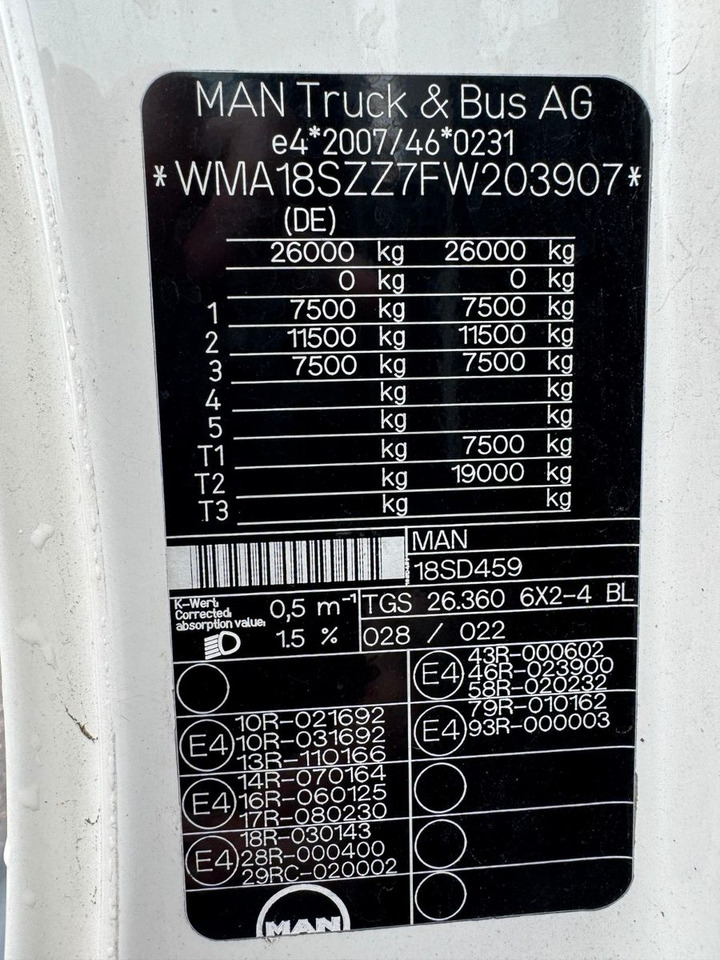 MAN Truck & Bus AG
e4*2007/46*0231
*WMA18SZZ7FW203907*
(DE)
26000 kg 26000 kg
0 kg 0 kg
1 7500 kg 7500 kg
2 11500 kg 11500 kg
3 7500 kg 7500 kg
4 kg kg
5 kg kg
T1 kg 7500 kg
T2 kg 19000 kg
T3 kg kg
MAN
18SD459
K-Wert:
Corrected.
absorption value: 0,5 m⁻¹
1.5 %
TGS 26.360 6X2-4 BL
028 / 022
E4 10R-021692
10R-031692
13R-110166
E4 14R-070164
16R-060125
17R-080230
E4 18R-030143
28R-000400
29RC-020002
E4 43R-000602
46R-023900
58R-020232
E4 79R-010162
93R-000003
MAN